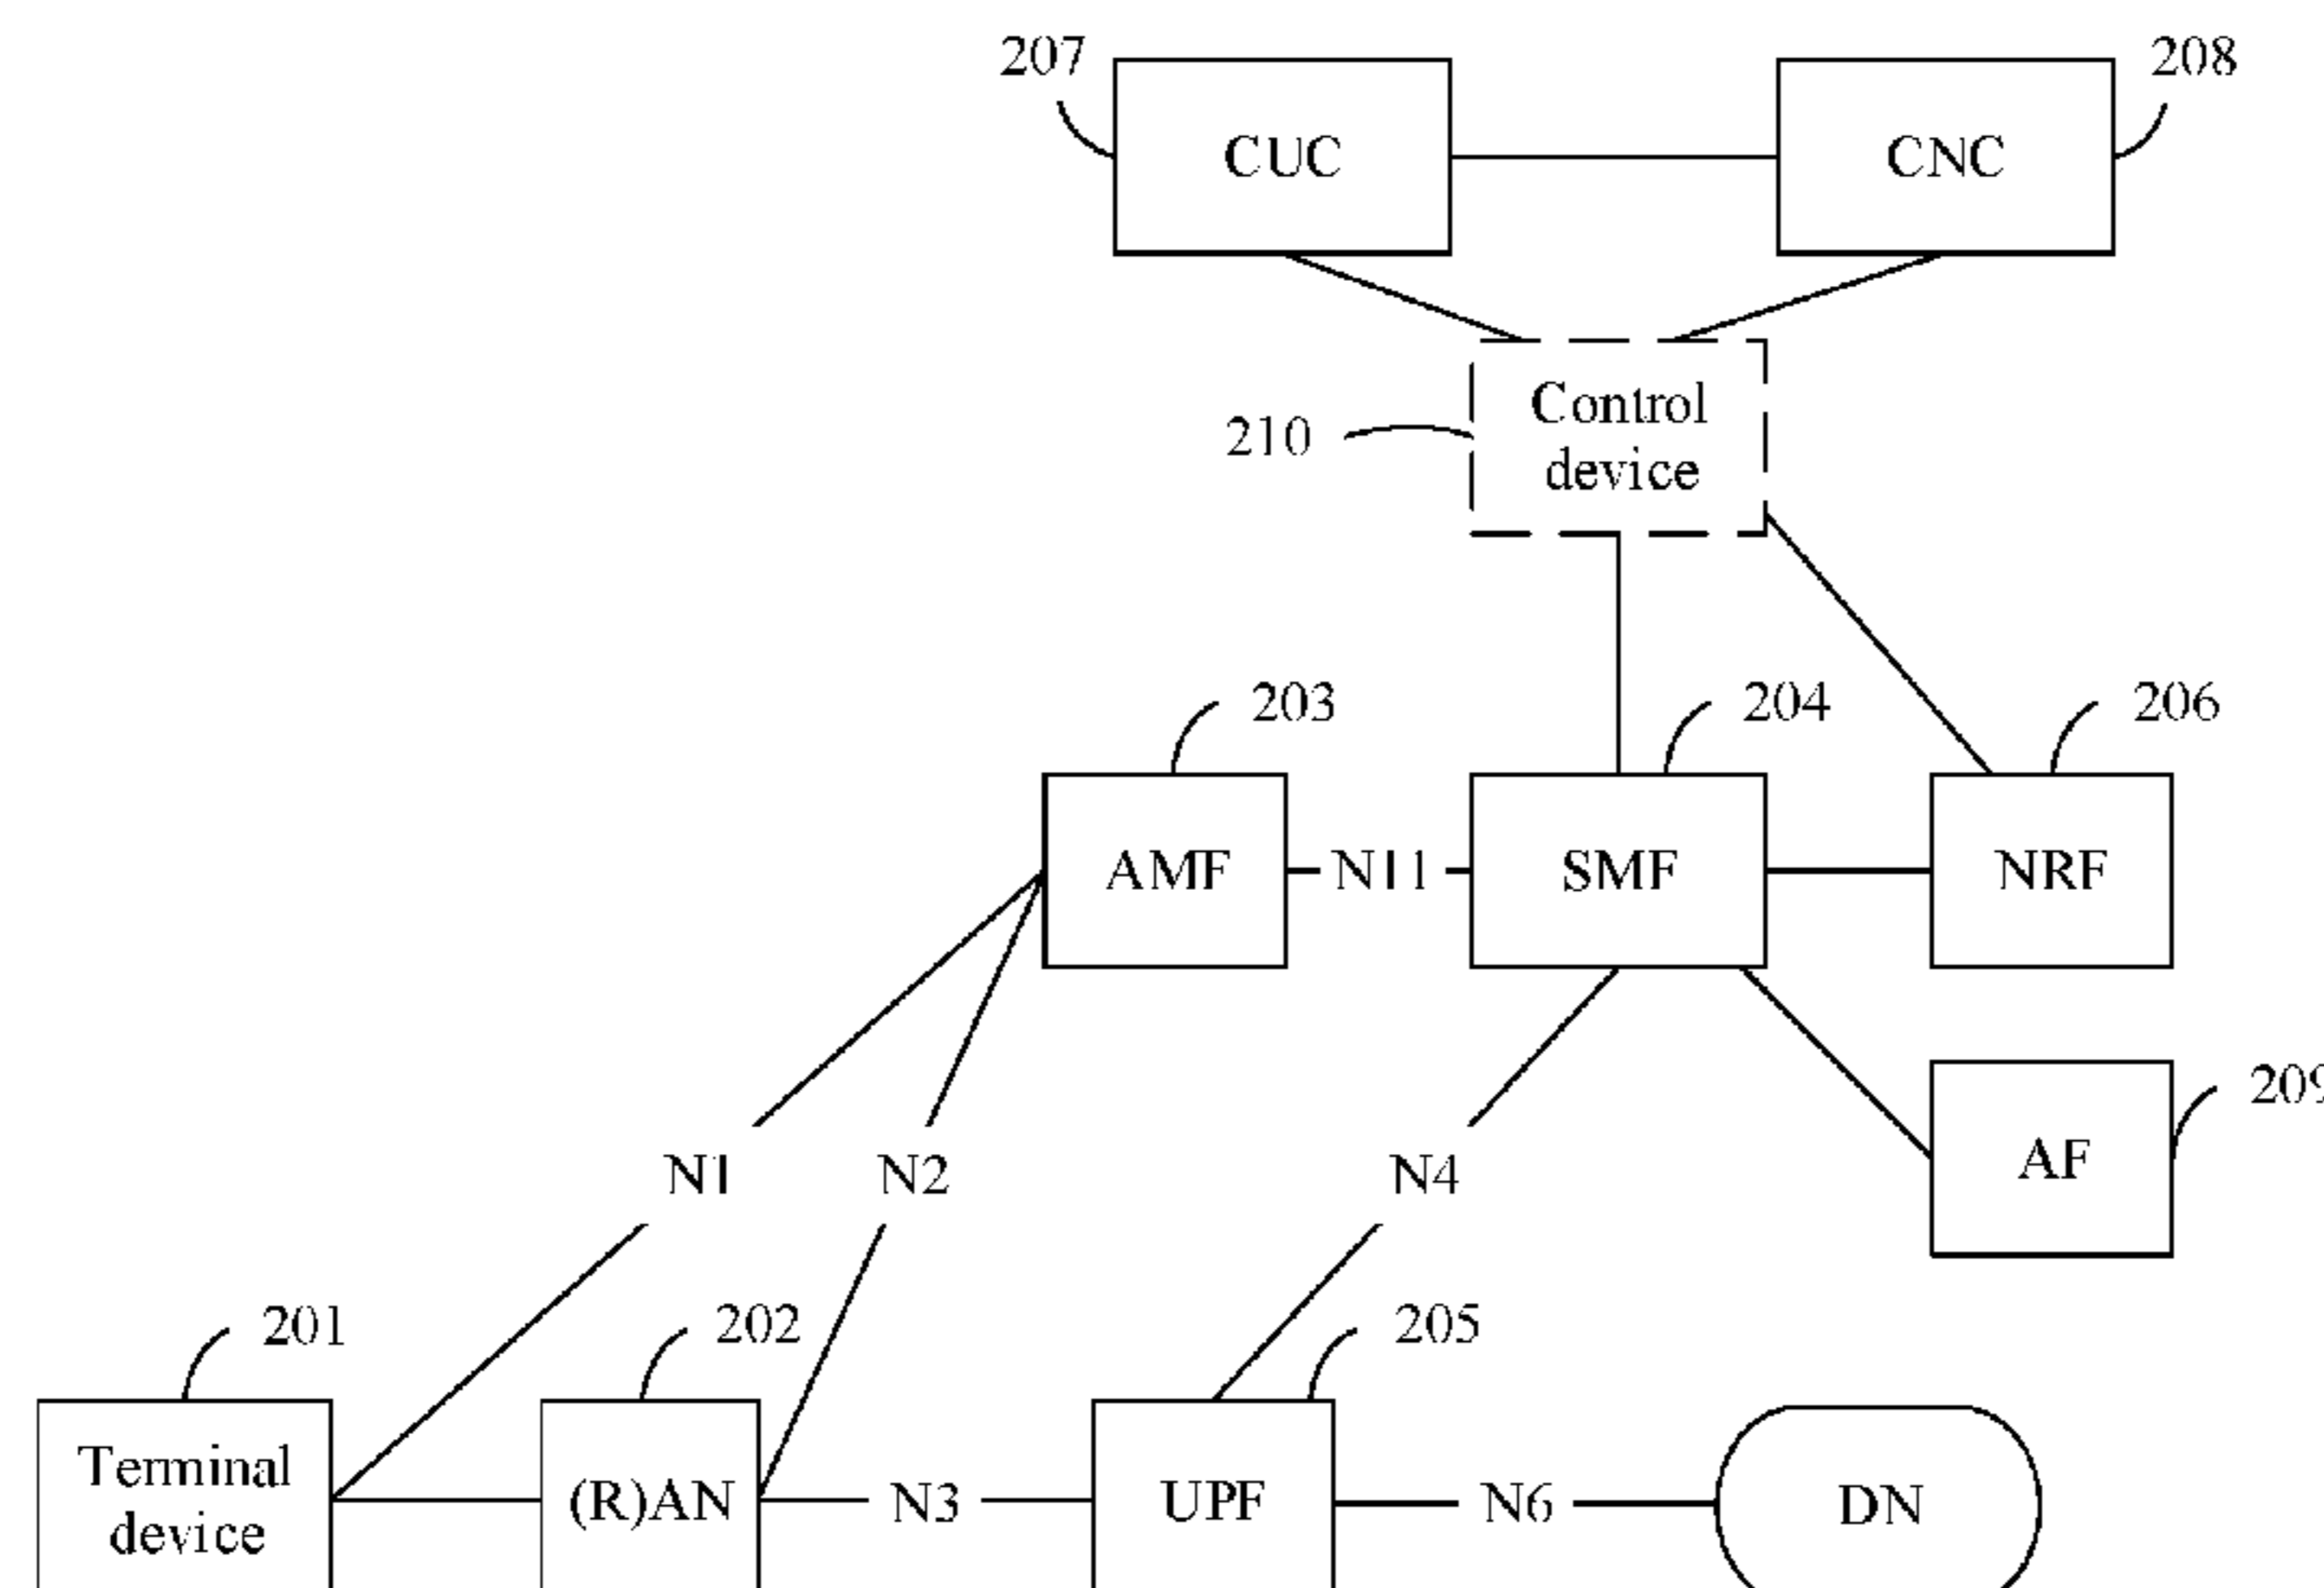 207
208
CUC
CNC
Control
device
210
203
204
206
AMF
N11
SMF
NRF
AF
N1
N2
N4
201
202
205
Terminal
device
(R)AN
N3
UPF
N6
DN